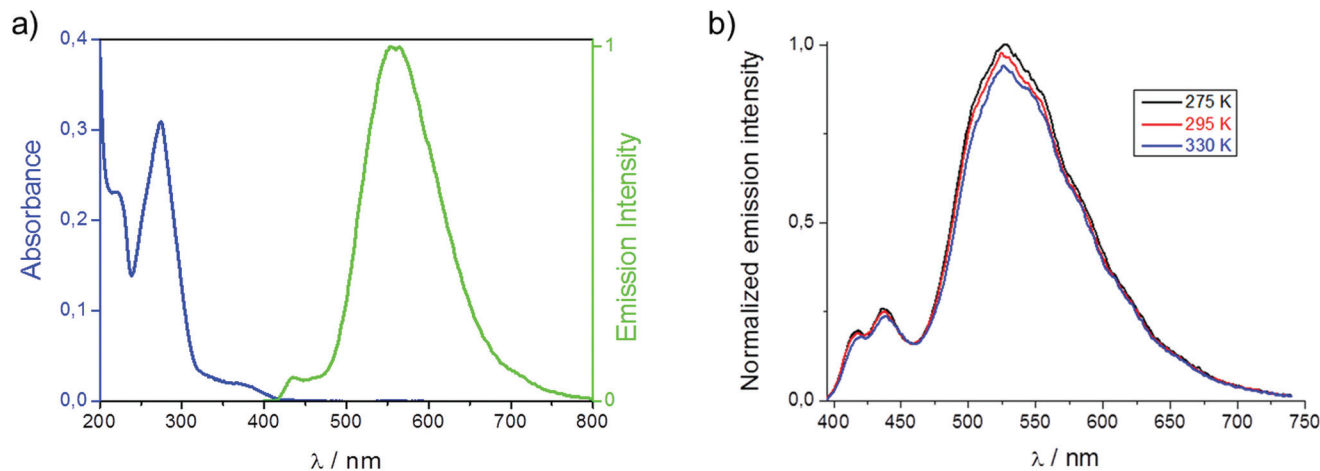 a)
Absorbance
0,4
0,3
0,2
0,1
0,0
200 300 400 500 600 700 800
λ / nm
1
0
Emission Intensity
b)
Normalized emission intensity
1,0
0,5
0,0
400 450 500 550 600 650 700 750
λ / nm
275 K
295 K
330 K